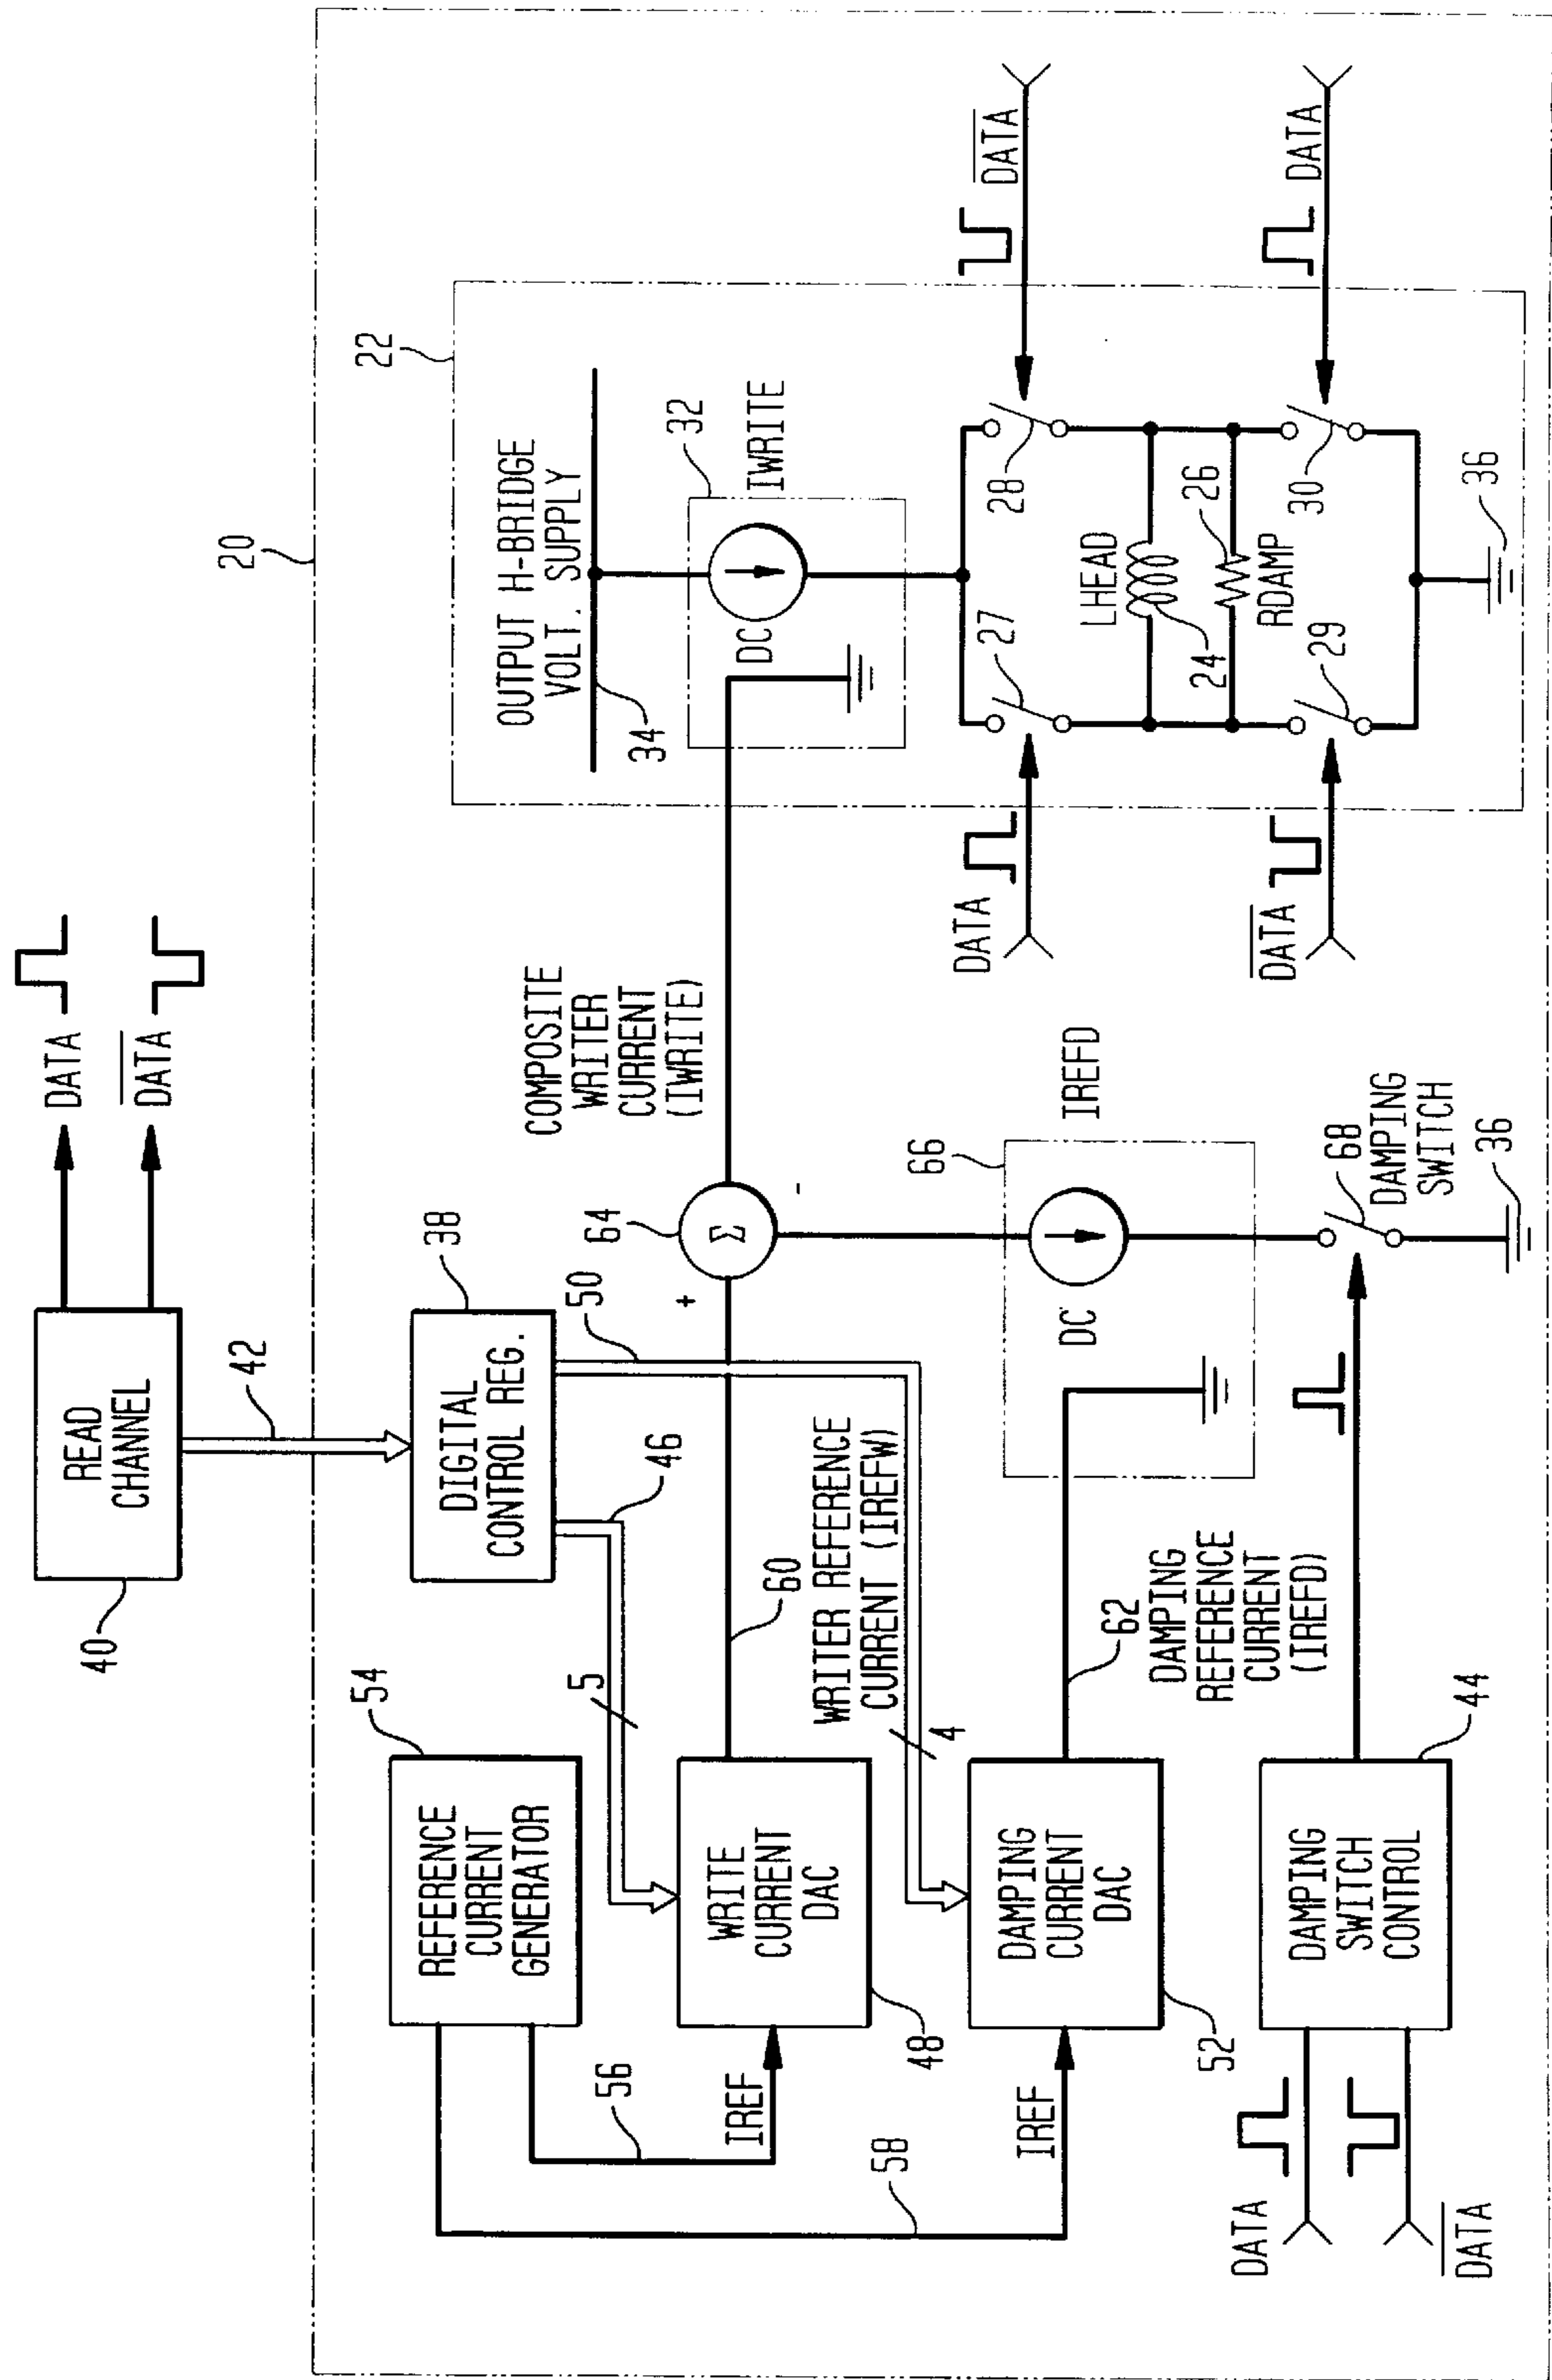 DATA
DATA
40
READ
CHANNEL
42
20
54
REFERENCE
CURRENT
GENERATOR
38
DIGITAL
CONTROL REG.
22
OUTPUT H-BRIDGE
VOLT. SUPPLY
34
32
IWRITE
DC
50
46
5
56
IREF
WRITE
CURRENT
DAC
48
60
WRITER REFERENCE
CURRENT (IREFW)
4
64
Σ
+
-
COMPOSITE
WRITER
CURRENT
(IWRITE)
58
IREF
DAMPING
CURRENT
DAC
52
62
DAMPING
REFERENCE
CURRENT
(IREFD)
66
IREFD
DC
DATA
27
28
DATA
LHEAD
24
26
RDAMP
DATA
29
30
DATA
36
DATA
DATA
DAMPING
SWITCH
CONTROL
44
68
DAMPING
SWITCH
36